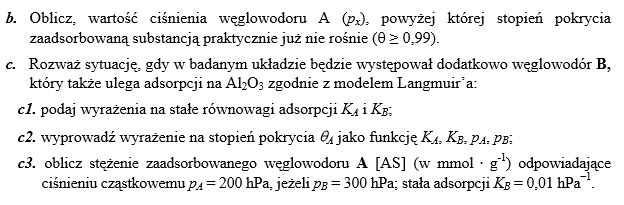 b. Oblicz, wartość ciśnienia węglowodoru A (pₓ), powyżej której stopień pokrycia
zaadsorbowaną substancją praktycznie już nie rośnie (θ ≥ 0,99).
c. Rozważ sytuację, gdy w badanym układzie będzie występował dodatkowo węglowodór B,
który także ulega adsorpcji na Al₂O₃ zgodnie z modelem Langmuir’a:
c1. podaj wyrażenia na stałe równowagi adsorpcji K_A i K_B;
c2. wyprowadź wyrażenie na stopień pokrycia θ_A jako funkcję K_A, K_B, p_A, p_B;
c3. oblicz stężenie zaadsorbowanego węglowodoru A [AS] (w mmol · g⁻¹) odpowiadające
ciśnieniu cząstkowemu p_A = 200 hPa, jeżeli p_B = 300 hPa; stała adsorpcji K_B = 0,01 hPa⁻¹.